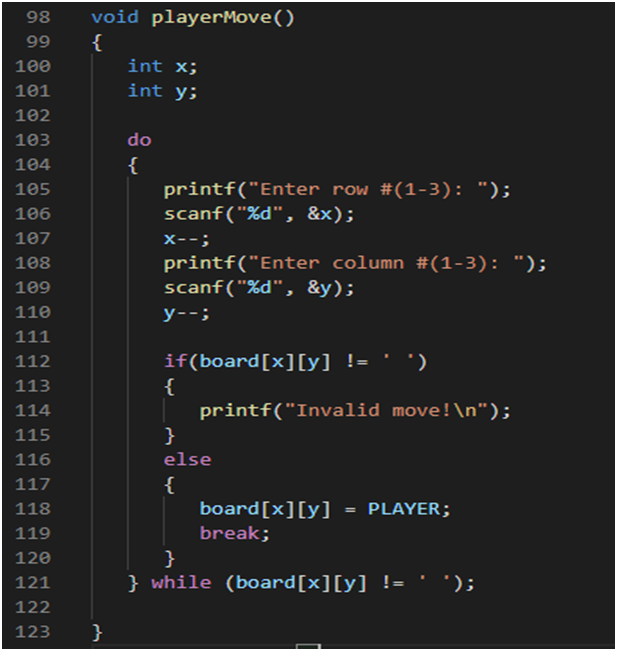 98 void playerMove()
99 {
100 int x;
101 int y;
102
103 do
104 {
105 printf("Enter row #(1-3): ");
106 scanf("%d", &x);
107 x--;
108 printf("Enter column #(1-3): ");
109 scanf("%d", &y);
110 y--;
111
112 if(board[x][y] != ' ')
113 {
114 printf("Invalid move!\n");
115 }
116 else
117 {
118 board[x][y] = PLAYER;
119 break;
120 }
121 } while (board[x][y] != ' ');
122
123 }